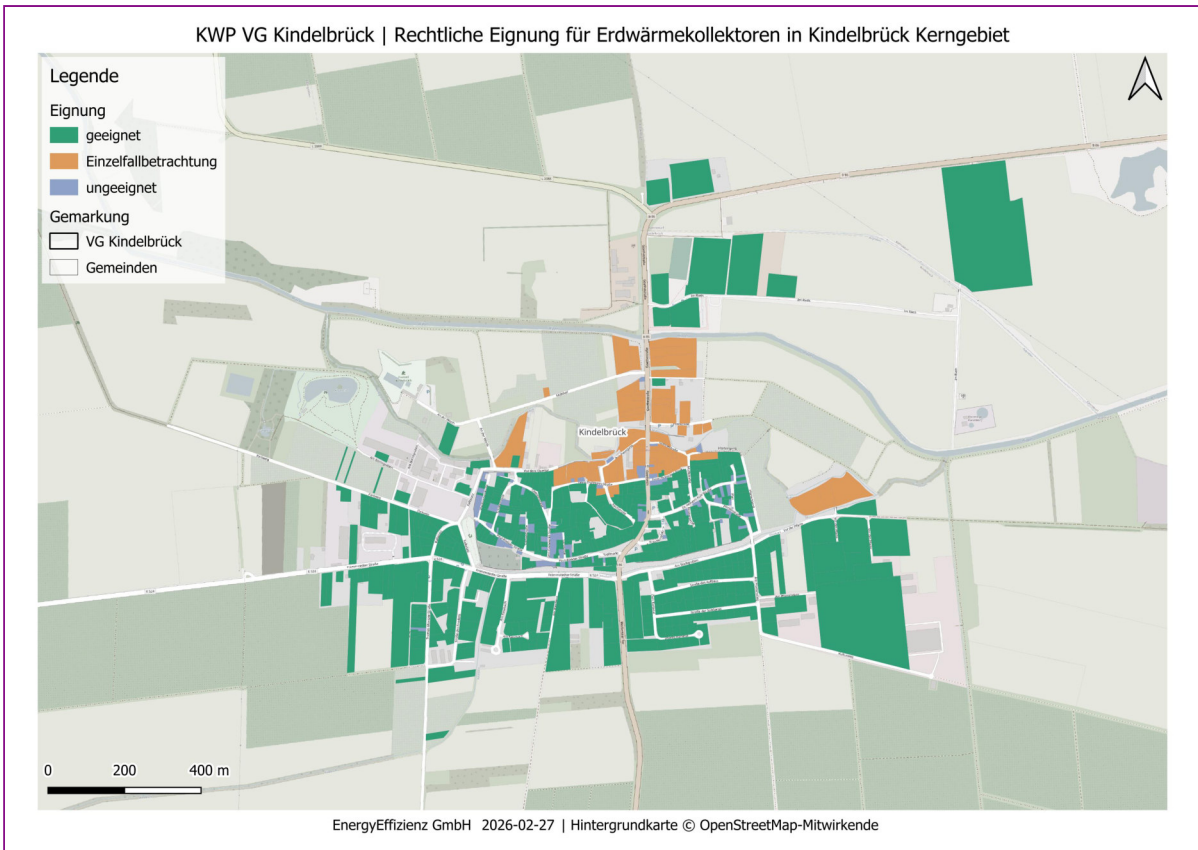 KWP VG Kindelbrück | Rechtliche Eignung für Erdwärmekollektoren in Kindelbrück Kerngebiet
Legende
Eignung
geeignet
Einzelfallbetrachtung
ungeeignet
Gemarkung
VG Kindelbrück
Gemeinden
Kindelbrück
0 200 400 m
EnergyEffizienz GmbH 2026-02-27 | Hintergrundkarte © OpenStreetMap-Mitwirkende